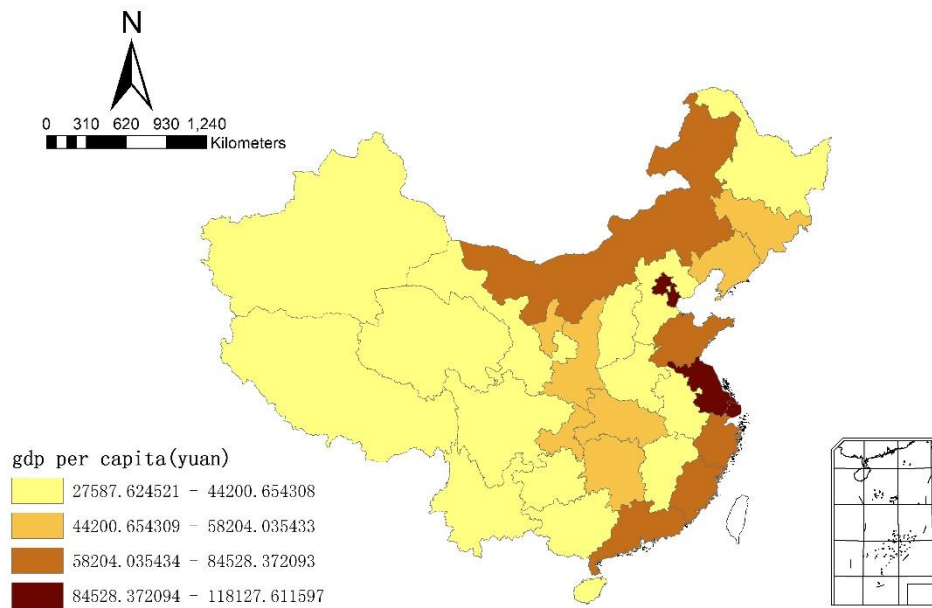 N
0 310 620 930 1,240
Kilometers
gdp per capita(yuan)
27587.624521 - 44200.654308
44200.654309 - 58204.035433
58204.035434 - 84528.372093
84528.372094 - 118127.611597